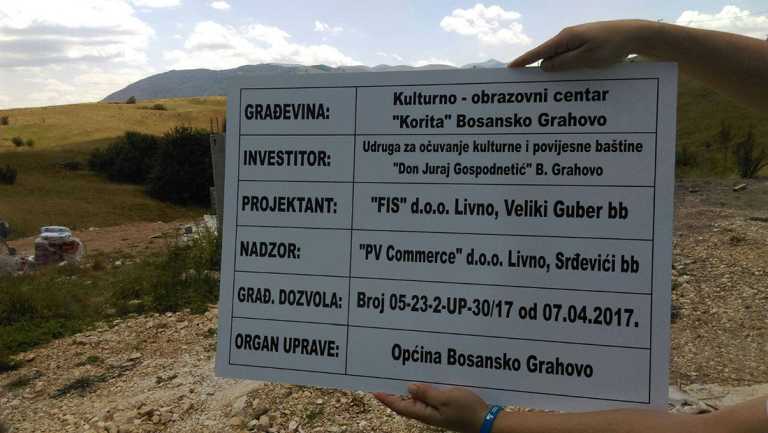 GRAĐEVINA:
Kulturno - obrazovni centar
"Korita" Bosansko Grahovo
INVESTITOR:
Udruga za očuvanje kulturne i povijesne baštine
"Don Juraj Gospodnetić" B. Grahovo
PROJEKTANT:
"FIS" d.o.o. Livno, Veliki Guber bb
NADZOR:
"PV Commerce" d.o.o. Livno, Srđevići bb
GRAĐ. DOZVOLA:
Broj 05-23-2-UP-30/17 od 07.04.2017.
ORGAN UPRAVE:
Općina Bosansko Grahovo